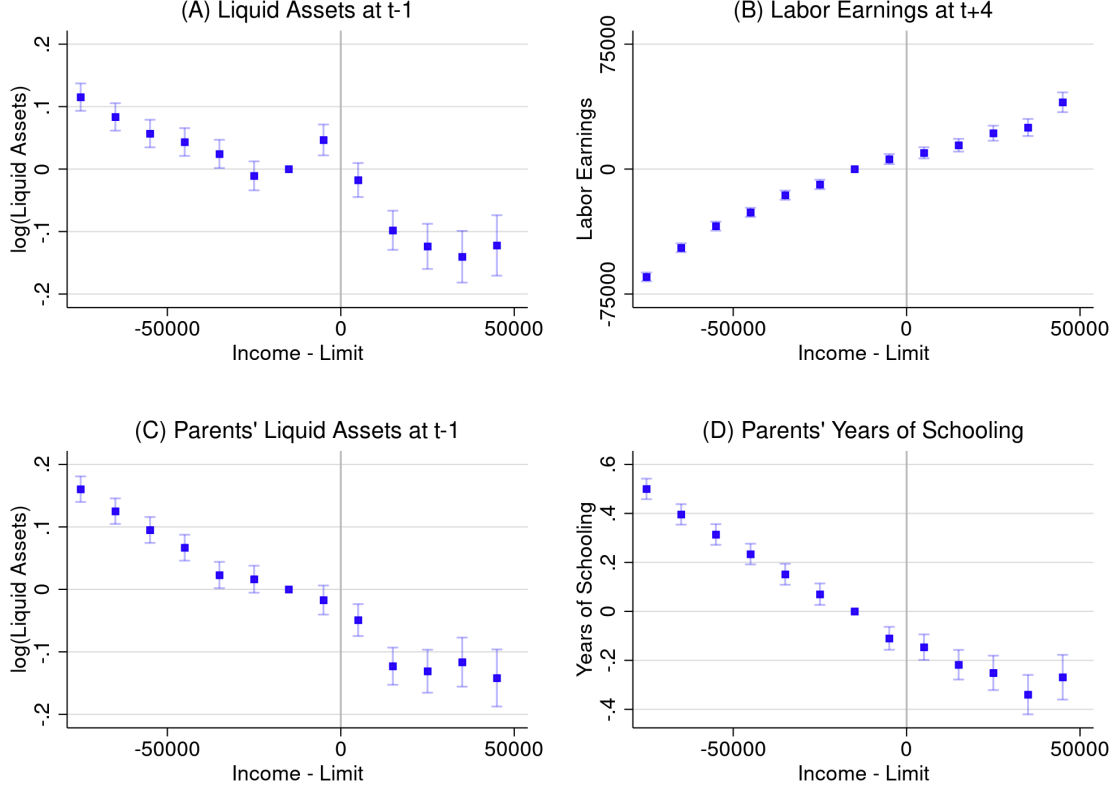 (A) Liquid Assets at t-1
log(Liquid Assets)
.2
.1
0
-.1
-.2
-50000 0 50000
Income - Limit
(B) Labor Earnings at t+4
Labor Earnings
75000
0
-75000
-50000 0 50000
Income - Limit
(C) Parents' Liquid Assets at t-1
log(Liquid Assets)
.2
.1
0
-.1
-.2
-50000 0 50000
Income - Limit
(D) Parents' Years of Schooling
Years of Schooling
.6
.4
.2
0
-.2
-.4
-50000 0 50000
Income - Limit